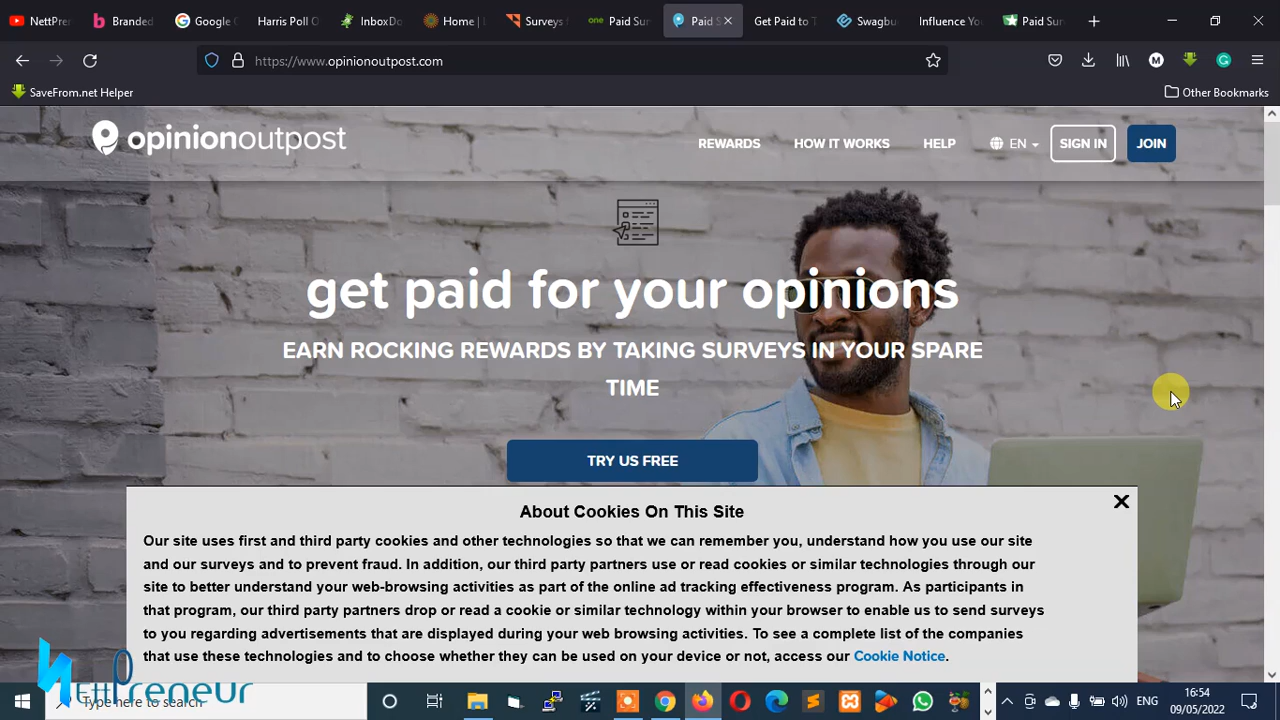 NettPre
Branded
Google
Harris Poll O
InboxDo
Home |
Surveys
Paid Sur
Paid S
Get Paid to T
Swagbu
Influence Yo
Paid Sur
https://www.opinionoutpost.com
SaveFrom.net Helper
Other Bookmarks
opinionoutpost
REWARDS HOW IT WORKS HELP EN SIGN IN JOIN
get paid for your opinions
EARN ROCKING REWARDS BY TAKING SURVEYS IN YOUR SPARE
TIME
TRY US FREE
About Cookies On This Site
Our site uses first and third party cookies and other technologies so that we can remember you, understand how you use our site
and our surveys and to prevent fraud. In addition, our third party partners use or read cookies or similar technologies through our
site to better understand your web-browsing activities as part of the online ad tracking effectiveness program. As participants in
that program, our third party partners drop or read a cookie or similar technology within your browser to enable us to send surveys
to you regarding advertisements that are displayed during your web browsing activities. To see a complete list of the companies
that use these technologies and to choose whether they can be used on your device or not, access our Cookie Notice.
Type here to search
ENG
16:54
09/05/2022